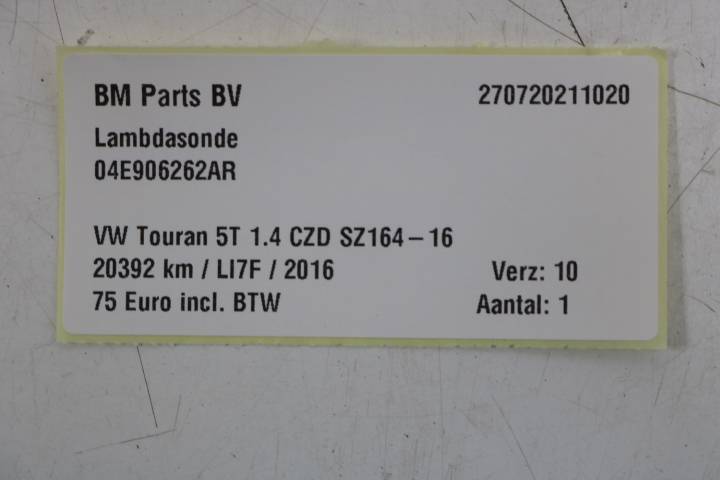 BM Parts BV 270720211020
Lambdasonde
04E906262AR
VW Touran 5T 1.4 CZD SZ164-16
20392 km / LI7F / 2016 Verz: 10
75 Euro incl. BTW Aantal: 1